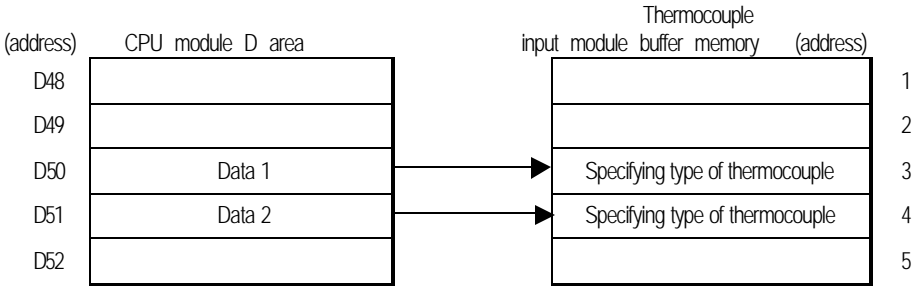 Thermocouple
(address) CPU module D area input module buffer memory (address)
D48 1
D49 2
D50 Data 1 Specifying type of thermocouple 3
D51 Data 2 Specifying type of thermocouple 4
D52 5